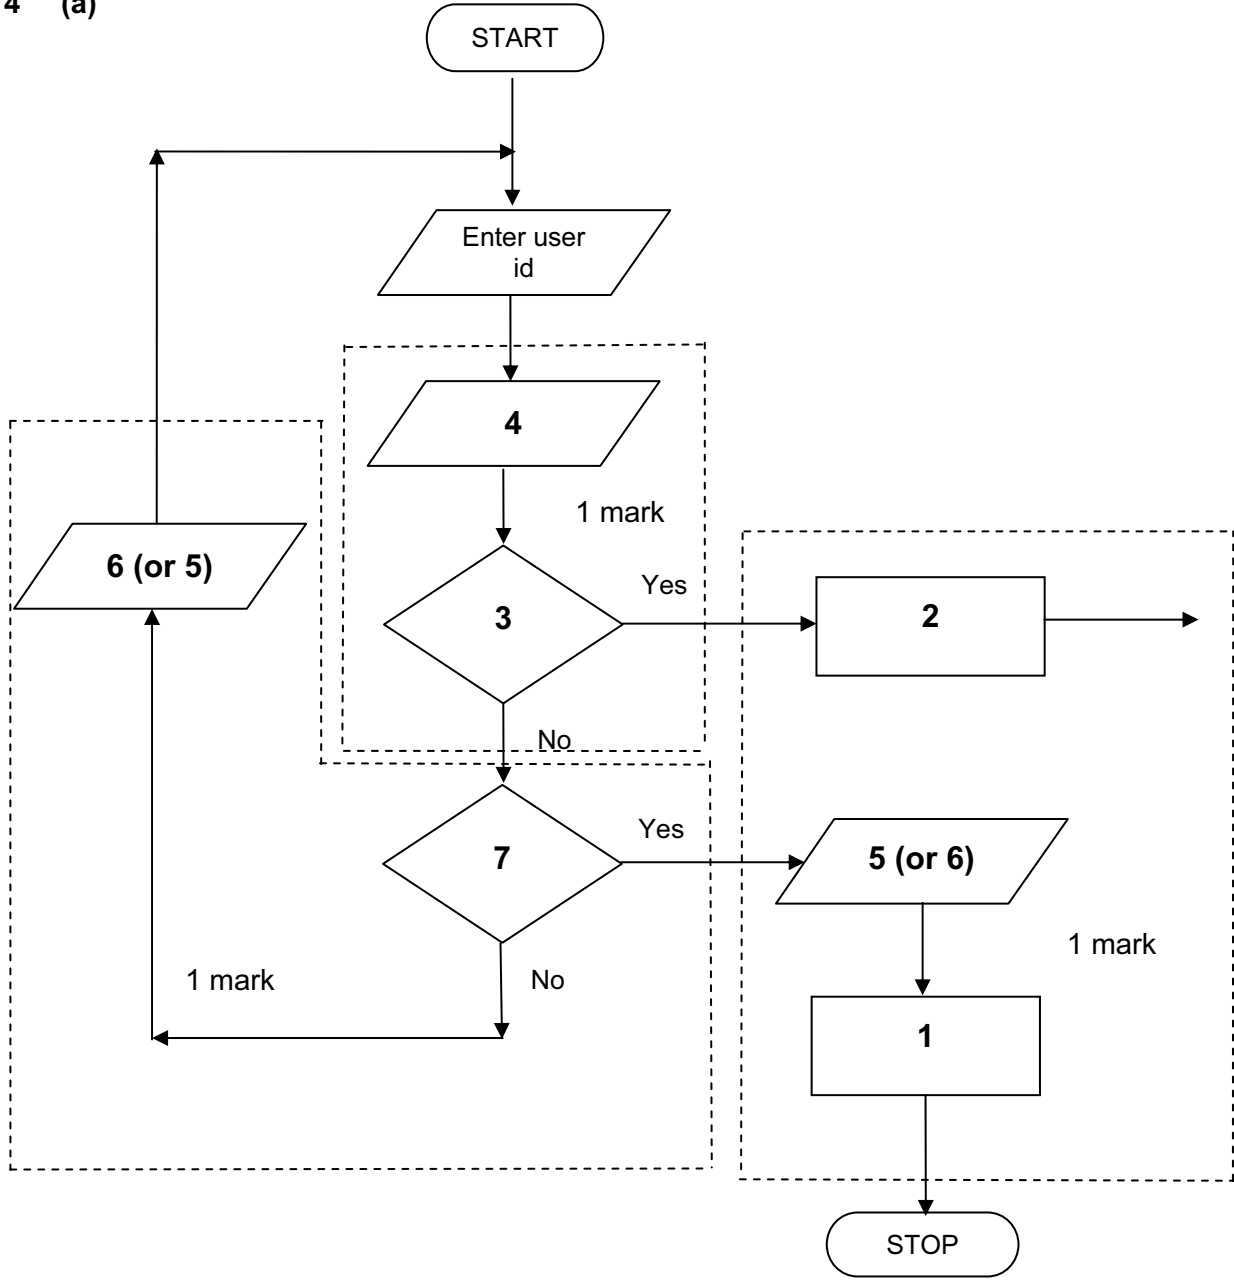 4 (a)
START
Enter user
id
4
1 mark
6 (or 5)
Yes
3
2
No
Yes
7
5 (or 6)
1 mark
1 mark
No
1
STOP